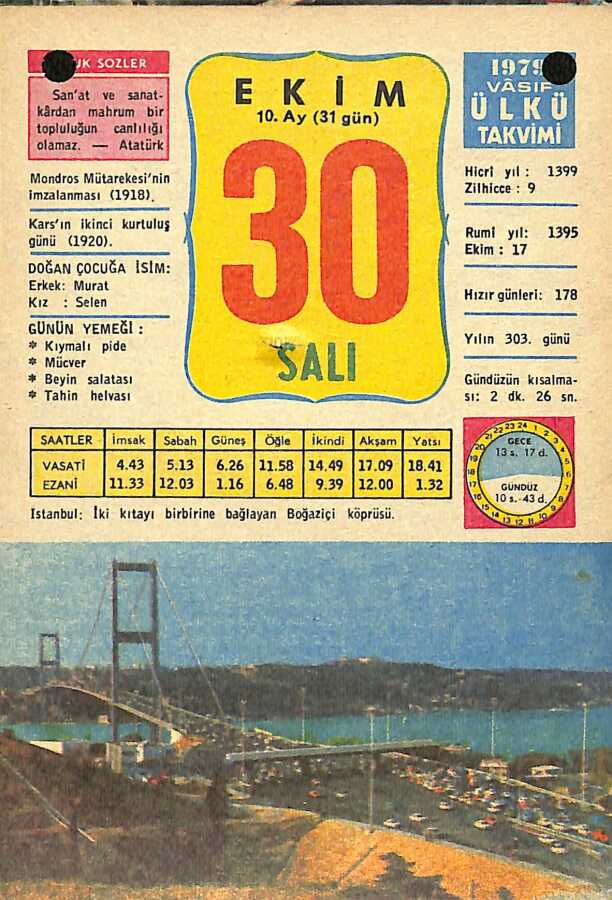 UK SOZLER
San'at ve sanat-
kârdan mahrum bir
topluluğun canlılığı
olamaz. — Atatürk
Mondros Mütarekesi'nin
imzalanması (1918).
Kars'ın ikinci kurtuluş
günü (1920).
DOĞAN ÇOCUĞA İSİM:
Erkek: Murat
Kız : Selen
GÜNÜN YEMEĞİ :
* Kıymalı pide
* Mücver
* Beyin salatası
* Tahin helvası
EKİM
10. Ay (31 gün)
30
SALI
1979
VÂSIF
ÜLKÜ
TAKVİMİ
Hicrî yıl : 1399
Zilhicce : 9
Rumî yıl: 1395
Ekim : 17
Hızır günleri: 178
Yılın 303. günü
Gündüzün kısalma-
sı: 2 dk. 26 sn.
SAATLER İmsak Sabah Güneş Öğle İkindi Akşam Yatsı
VASATİ 4.43 5.13 6.26 11.58 14.49 17.09 18.41
EZANİ 11.33 12.03 1.16 6.48 9.39 12.00 1.32
GECE
13 s. 17 d.
GÜNDÜZ
10 s.-43 d.
İstanbul: İki kıtayı birbirine bağlayan Boğaziçi köprüsü.